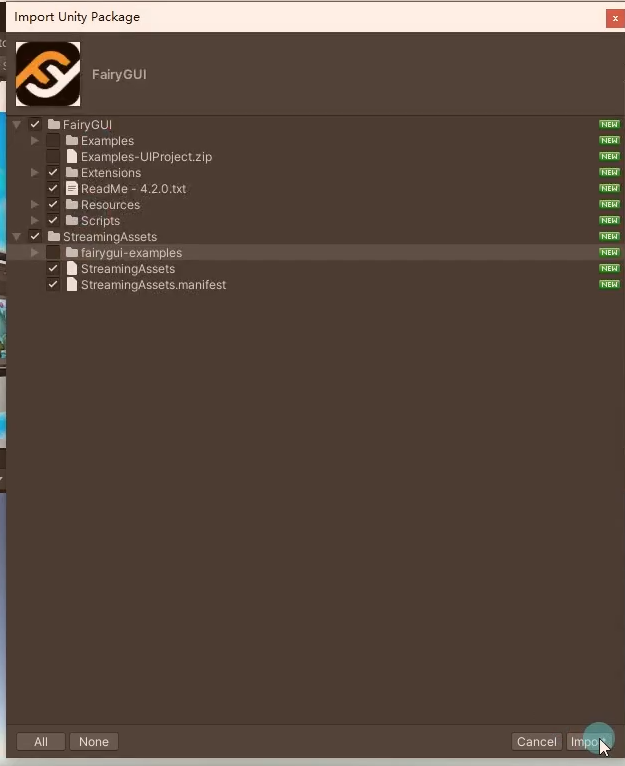 Import Unity Package
FairyGUI
FairyGUI NEW
Examples NEW
Examples-UIProject.zip NEW
Extensions NEW
ReadMe - 4.2.0.txt NEW
Resources NEW
Scripts NEW
StreamingAssets NEW
fairygui-examples NEW
StreamingAssets NEW
StreamingAssets.manifest NEW
All None Cancel Import